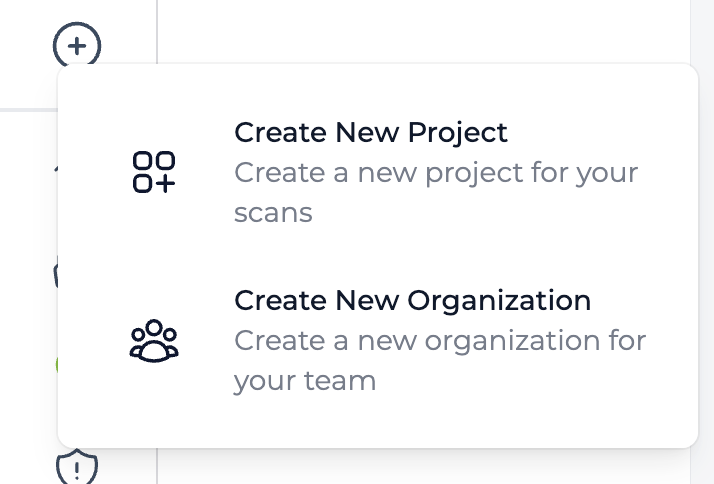 Create New Project
Create a new project for your
scans
Create New Organization
Create a new organization for
your team